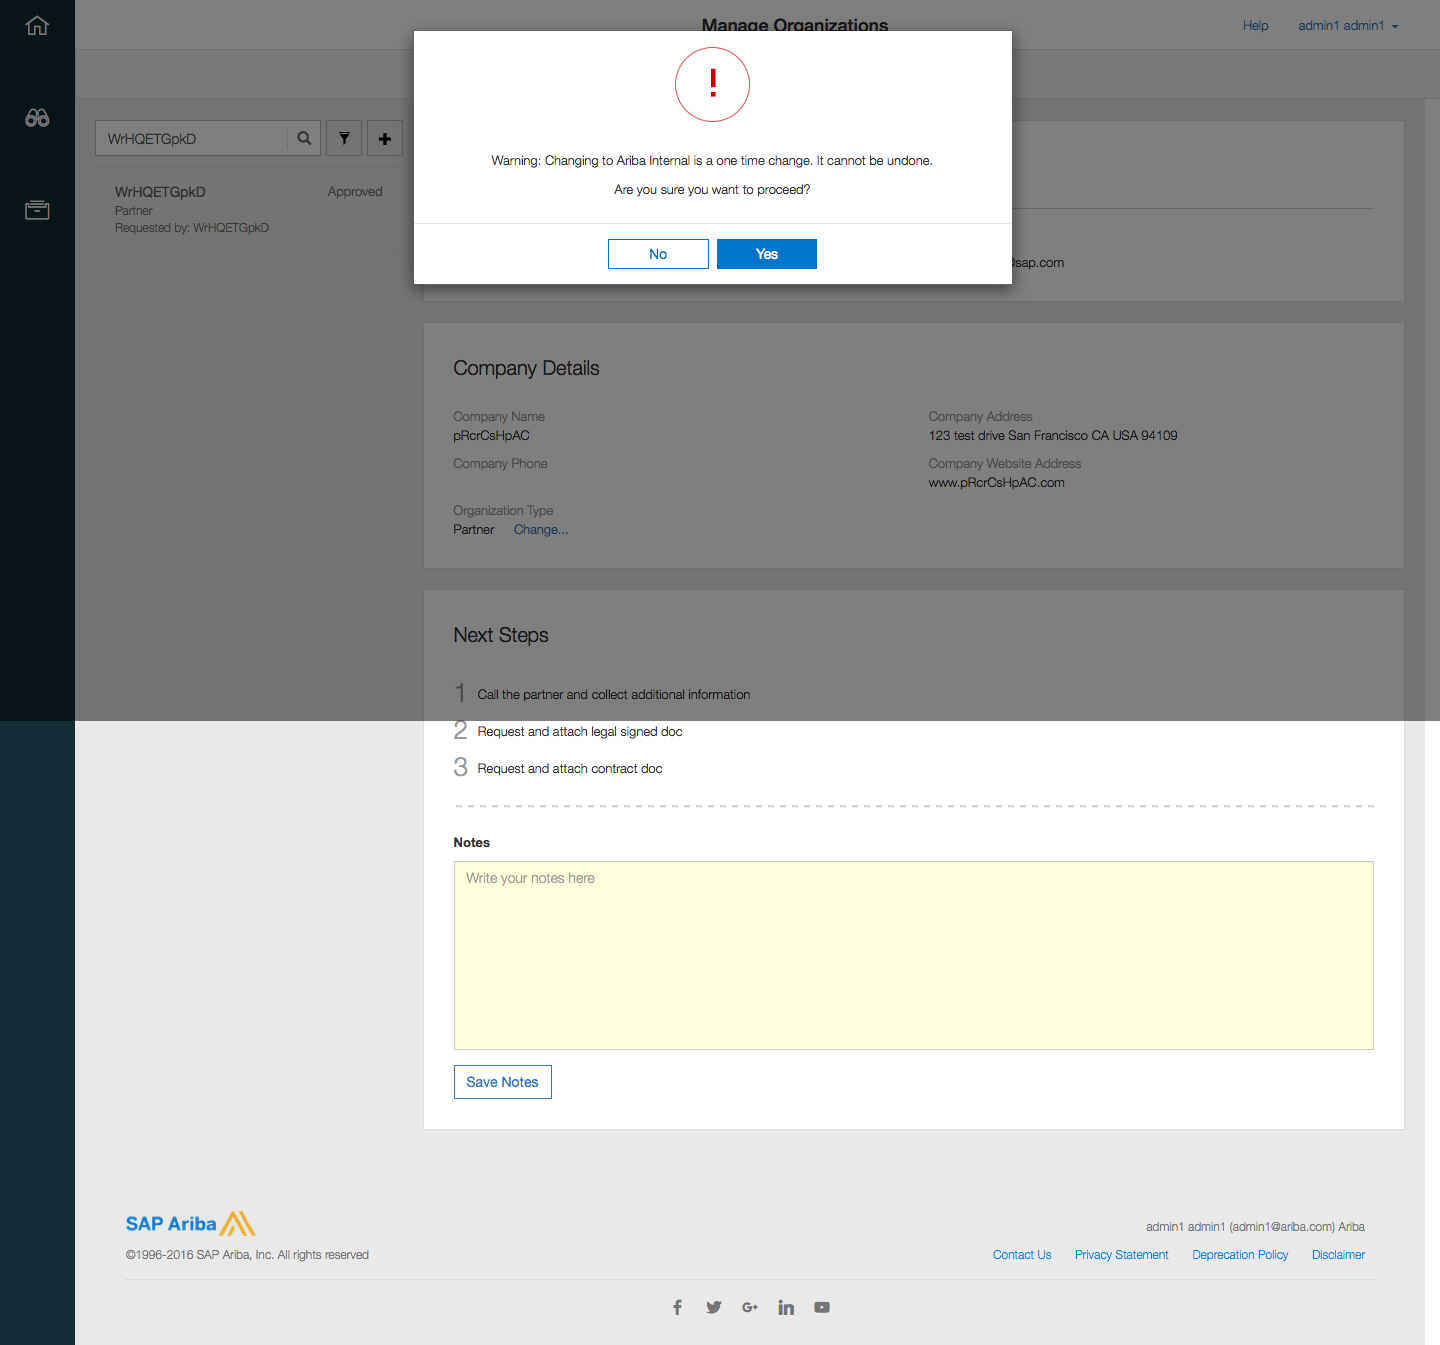 Manage Organizations
Help
admin1 admin1
!
Warning: Changing to Ariba Internal is a one time change. It cannot be undone.
Are you sure you want to proceed?
No
Yes
WrHQETGpkD
WrHQETGpkD
Approved
Partner
Requested by: WrHQETGpkD
@sap.com
Company Details
Company Name
pRcrCsHpAC
Company Address
123 test drive San Francisco CA USA 94109
Company Phone
Company Website Address
www.pRcrCsHpAC.com
Organization Type
Partner Change...
Next Steps
1 Call the partner and collect additional information
2 Request and attach legal signed doc
3 Request and attach contract doc
Notes
Write your notes here
Save Notes
SAP Ariba
admin1 admin1 (admin1@ariba.com) Ariba
©1996-2016 SAP Ariba, Inc. All rights reserved
Contact Us Privacy Statement Deprecation Policy Disclaimer